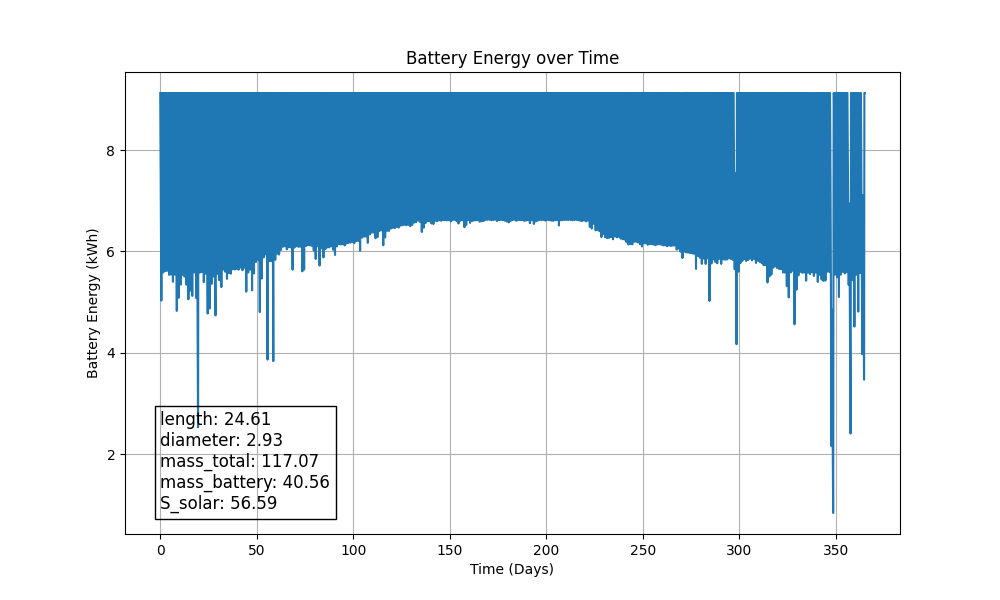 Battery Energy over Time
Battery Energy (kWh)
8
6
4
2
length: 24.61
diameter: 2.93
mass_total: 117.07
mass_battery: 40.56
S_solar: 56.59
0 50 100 150 200 250 300 350
Time (Days)